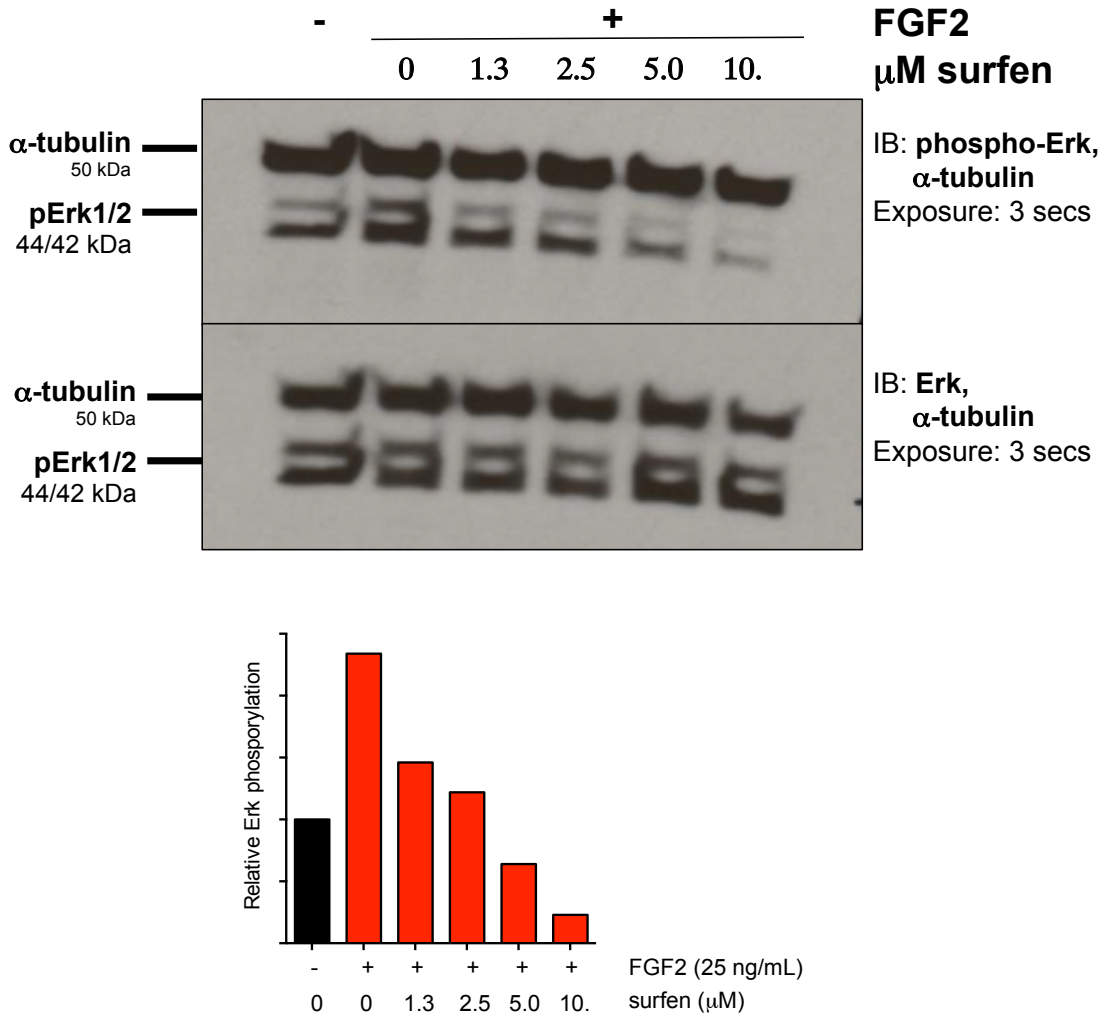 - + FGF2
0 1.3 2.5 5.0 10. μM surfen
α-tubulin
50 kDa
pErk1/2
44/42 kDa
IB: phospho-Erk,
α-tubulin
Exposure: 3 secs
α-tubulin
50 kDa
pErk1/2
44/42 kDa
IB: Erk,
α-tubulin
Exposure: 3 secs
Relative Erk phosporylation
- + + + + + FGF2 (25 ng/mL)
0 0 1.3 2.5 5.0 10. surfen (μM)